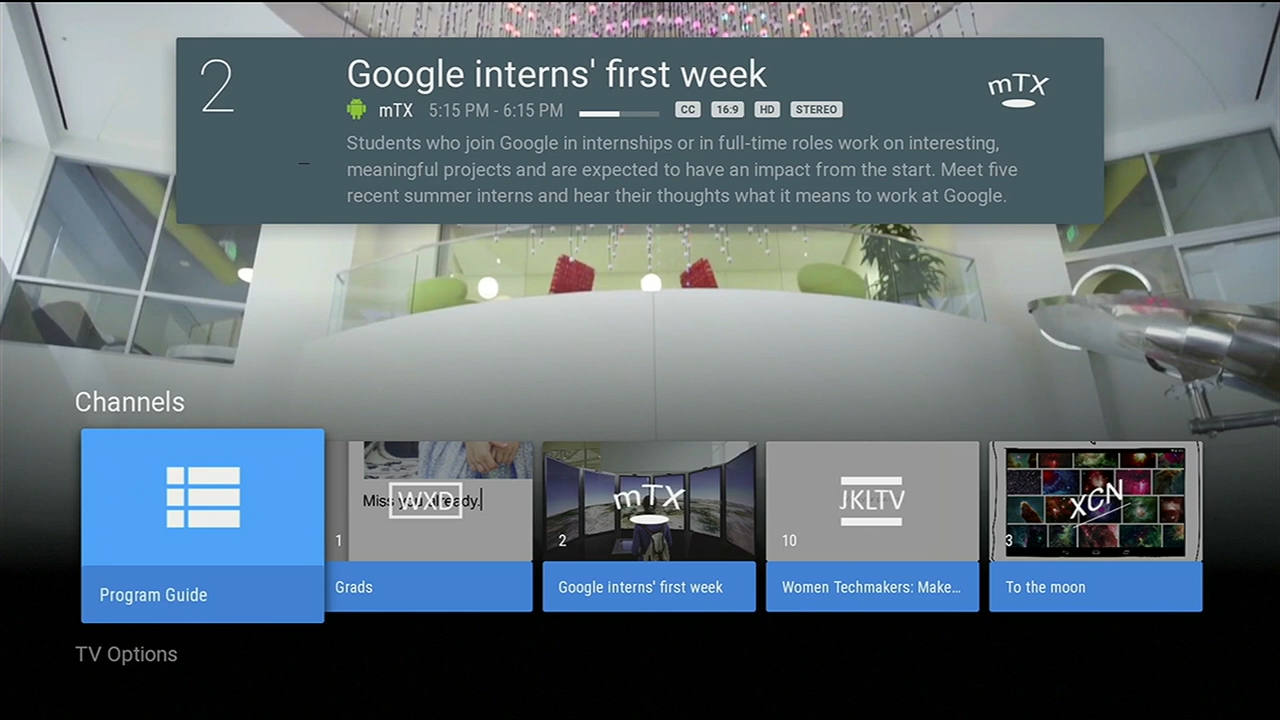 2
Google interns' first week
mTX 5:15 PM - 6:15 PM CC 16:9 HD STEREO
mTX
Students who join Google in internships or in full-time roles work on interesting,
meaningful projects and are expected to have an impact from the start. Meet five
recent summer interns and hear their thoughts what it means to work at Google.
Channels
Miss you already.
mTX
JKLTV
XCN
1
2
10
3
Program Guide
Grads
Google interns' first week
Women Techmakers: Make...
To the moon
TV Options